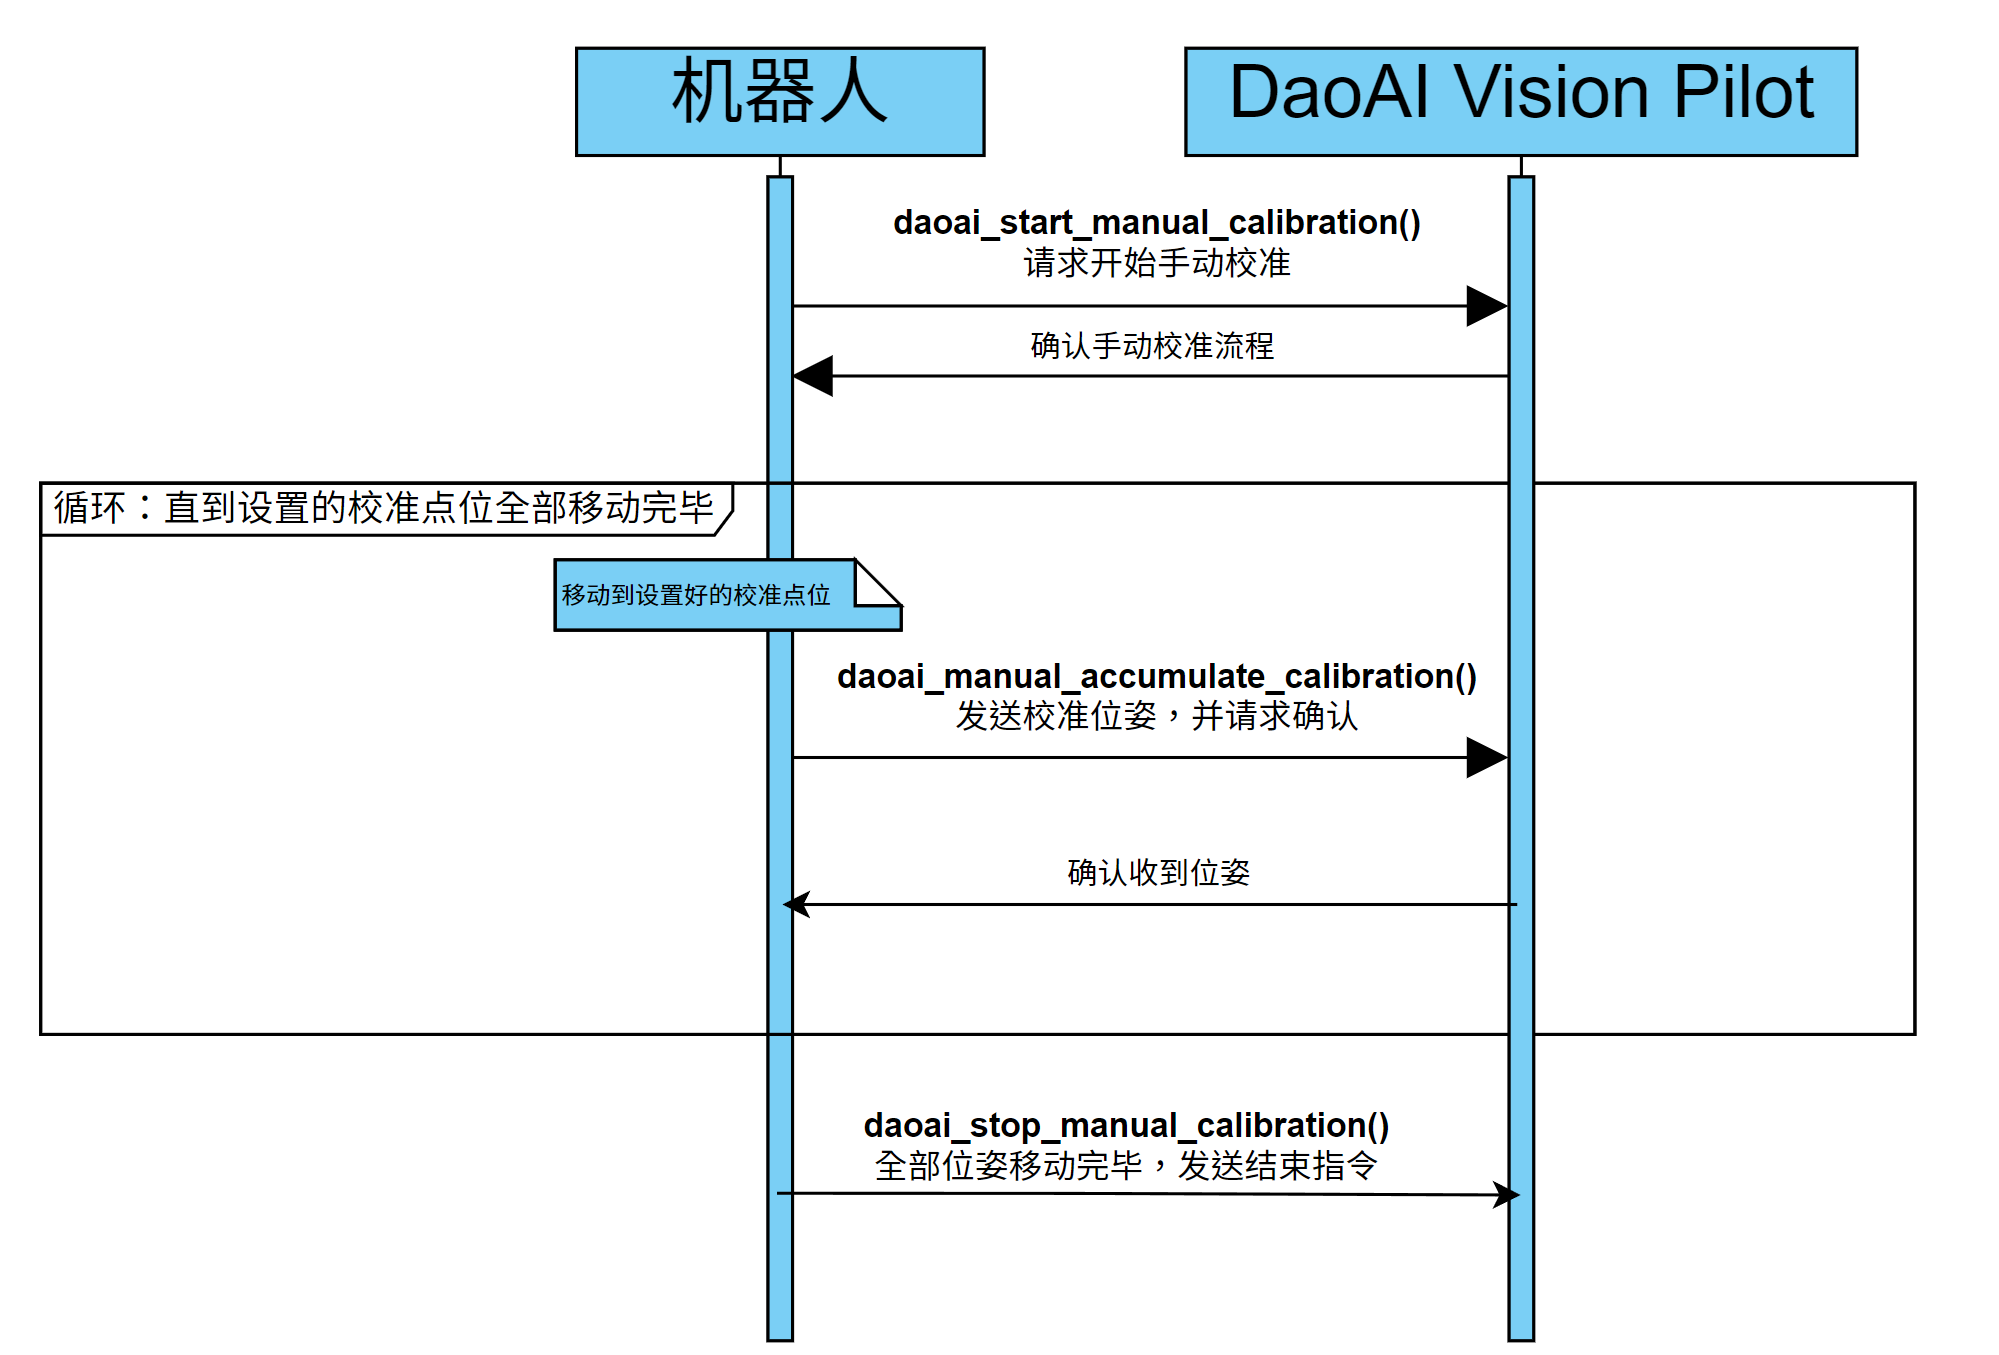 机器人
DaoAI Vision Pilot
daoai_start_manual_calibration()
请求开始手动校准
确认手动校准流程
循环：直到设置的校准点位全部移动完毕
移动到设置好的校准点位
daoai_manual_accumulate_calibration()
发送校准位姿，并请求确认
确认收到位姿
daoai_stop_manual_calibration()
全部位姿移动完毕，发送结束指令